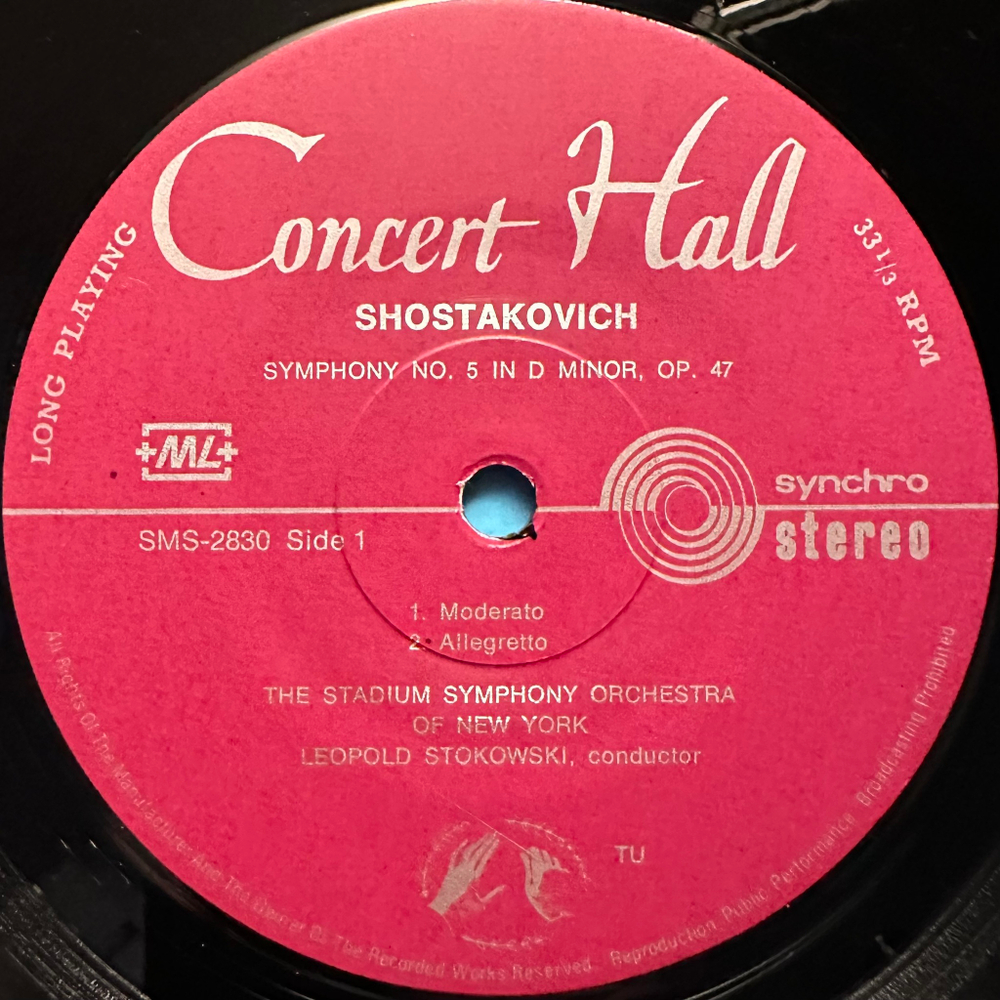 Concert Hall
LONG PLAYING
33 1/3 RPM
SHOSTAKOVICH
SYMPHONY NO. 5 IN D MINOR, OP. 47
ML
synchro
stereo
SMS-2830 Side 1
1. Moderato
2. Allegretto
THE STADIUM SYMPHONY ORCHESTRA
OF NEW YORK
LEOPOLD STOKOWSKI, conductor
TU
All Rights Of The Manufacturer And The Owner Of The Recorded Works Reserved · Reproduction · Public Performance · Broadcasting Prohibited